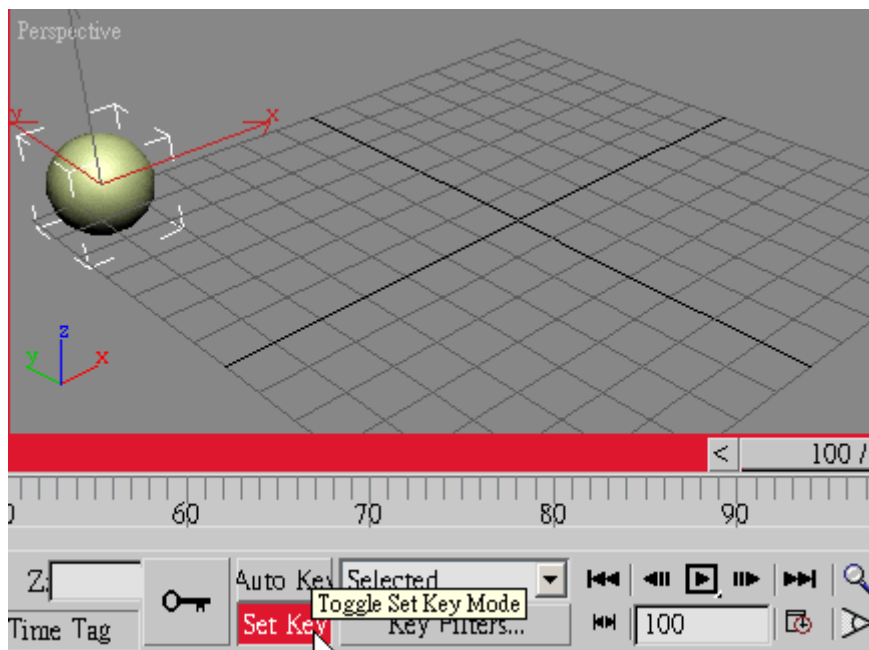 Perspective
y
x
z
y
x
< 100 /
60 70 80 90
Z:
Auto Key Selected
Toggle Set Key Mode
Time Tag Set Key Key Filters... 100